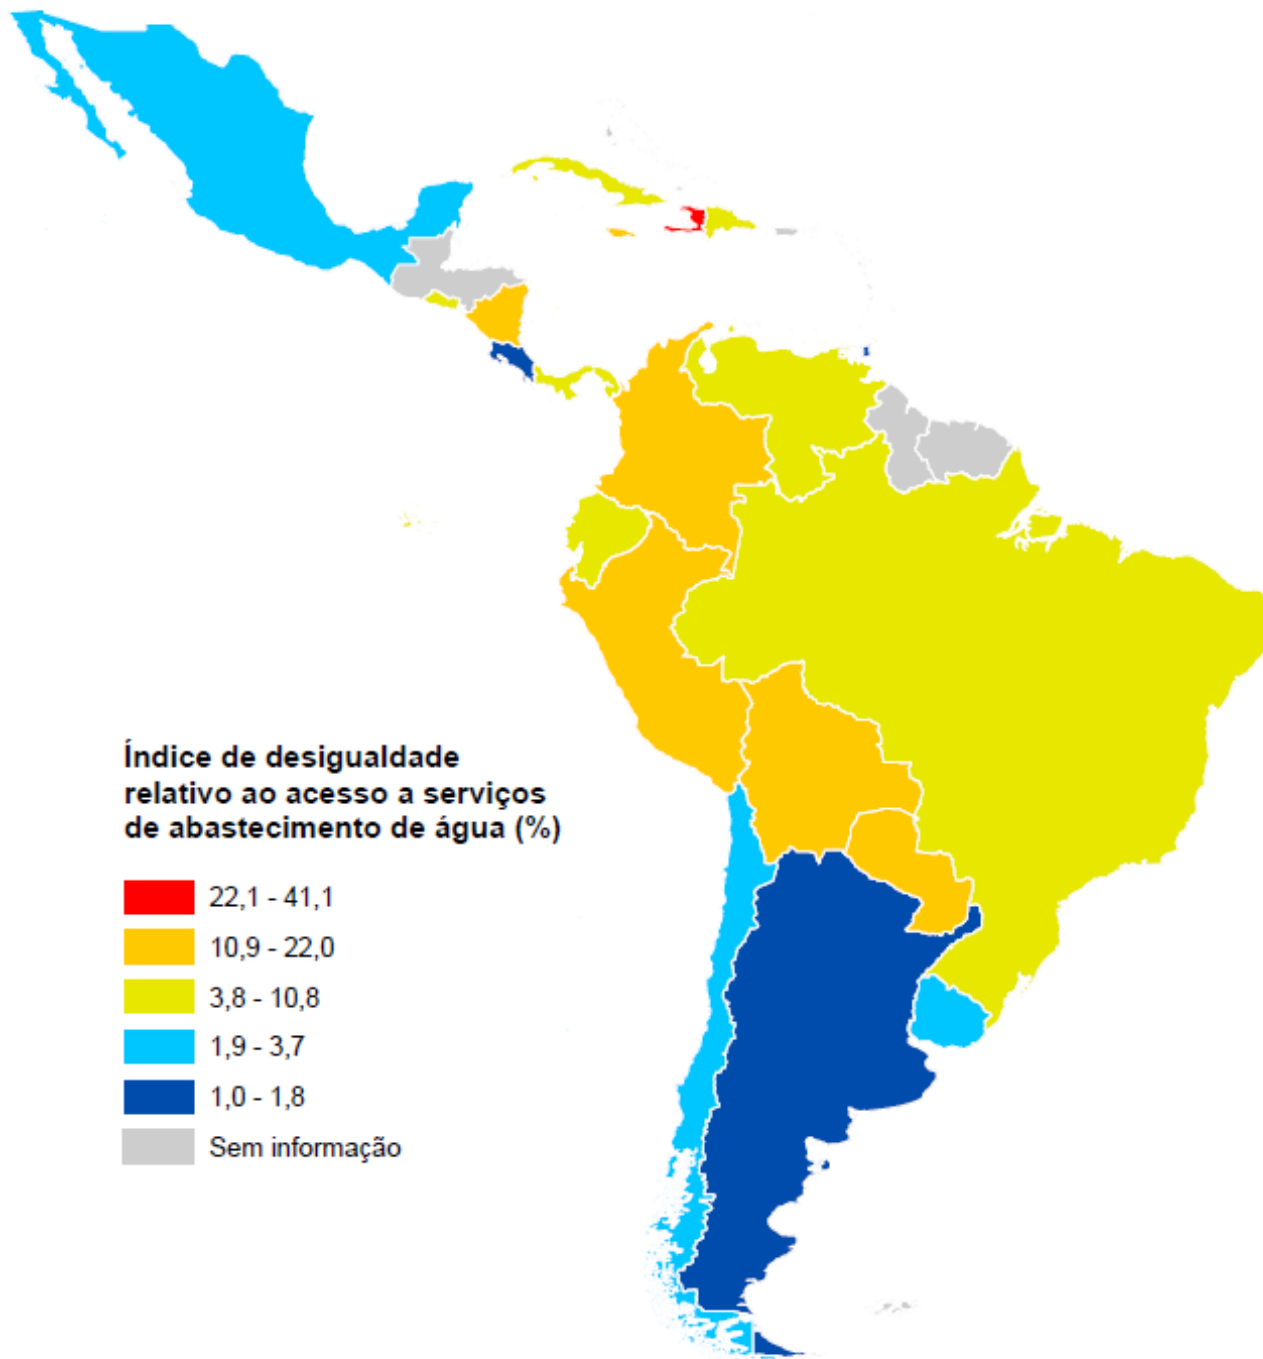 Índice de desigualdade
relativo ao acesso a serviços
de abastecimento de água (%)
22,1 - 41,1
10,9 - 22,0
3,8 - 10,8
1,9 - 3,7
1,0 - 1,8
Sem informação